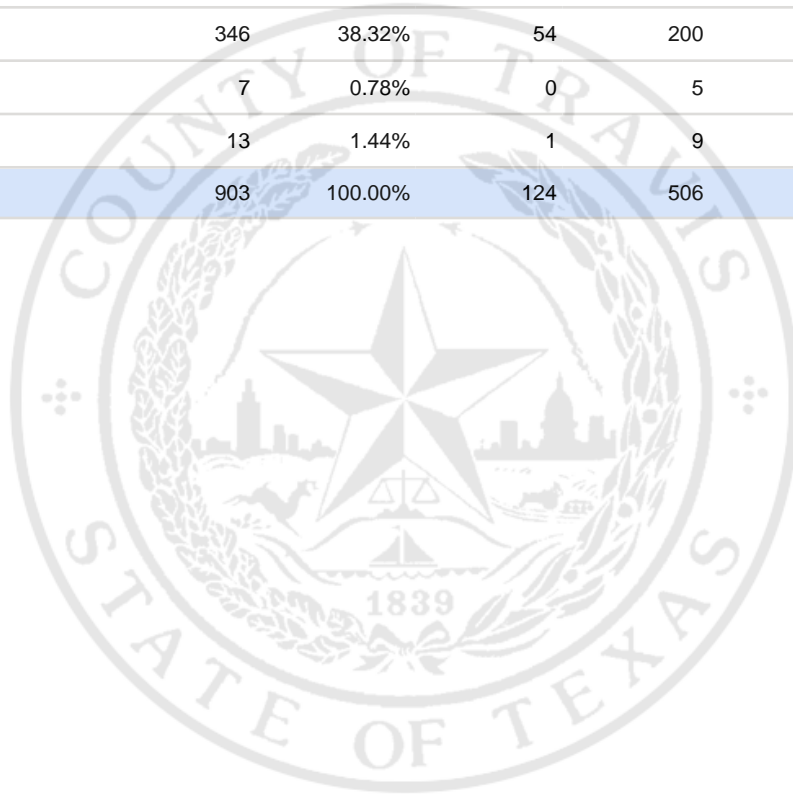 346 38.32% 54 200
7 0.78% 0 5
13 1.44% 1 9
903 100.00% 124 506
COUNTY OF TRAVIS
1839
STATE OF TEXAS